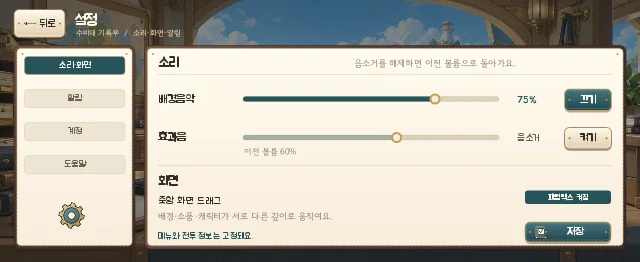 뒤로
설정
수비대 기록부 / 소리·화면·알림
소리·화면
알림
계정
도움말
소리
음소거를 해제하면 이전 볼륨으로 돌아가요.
배경음악
75%
끄기
효과음
음소거
켜기
이전 볼륨 60%
화면
중앙 화면 드래그
패럴랙스 켜짐
배경·소품·캐릭터가 서로 다른 깊이로 움직여요.
메뉴와 전투 정보는 고정돼요.
저장